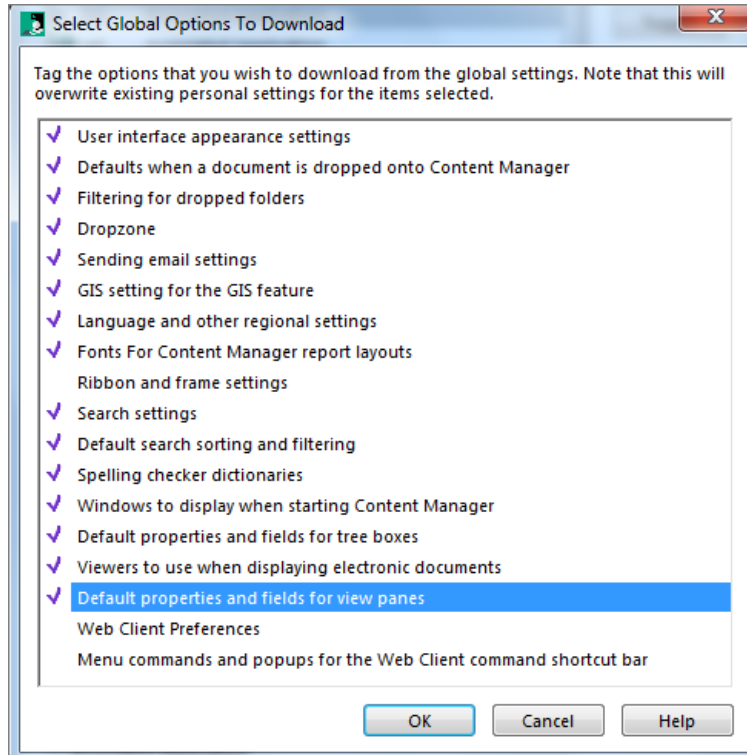 Select Global Options To Download
Tag the options that you wish to download from the global settings. Note that this will
overwrite existing personal settings for the items selected.
User interface appearance settings
Defaults when a document is dropped onto Content Manager
Filtering for dropped folders
Dropzone
Sending email settings
GIS setting for the GIS feature
Language and other regional settings
Fonts For Content Manager report layouts
Ribbon and frame settings
Search settings
Default search sorting and filtering
Spelling checker dictionaries
Windows to display when starting Content Manager
Default properties and fields for tree boxes
Viewers to use when displaying electronic documents
Default properties and fields for view panes
Web Client Preferences
Menu commands and popups for the Web Client command shortcut bar
OK Cancel Help